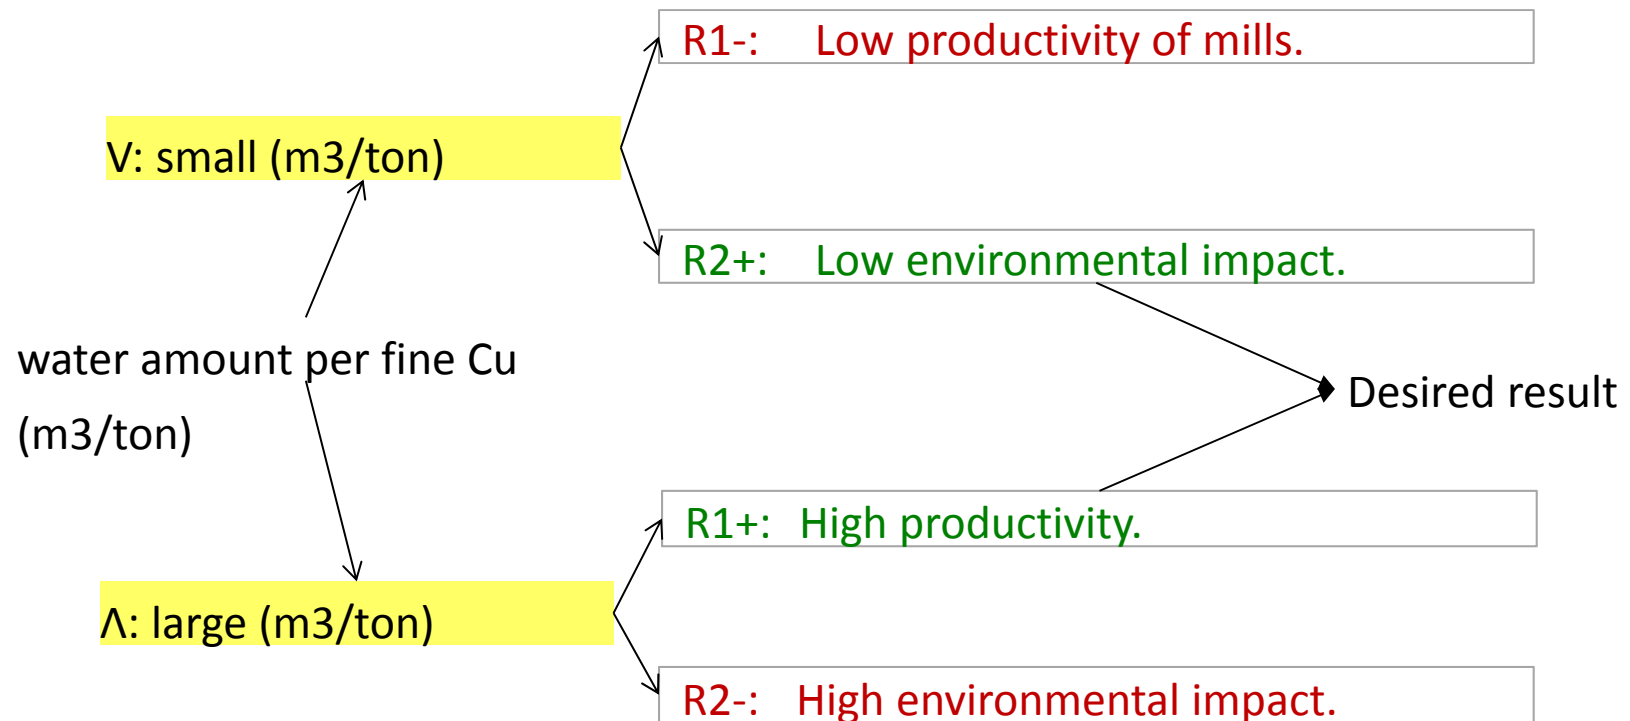 R1-: Low productivity of mills.
V: small (m3/ton)
R2+: Low environmental impact.
water amount per fine Cu
(m3/ton)
Desired result
R1+: High productivity.
Λ: large (m3/ton)
R2-: High environmental impact.